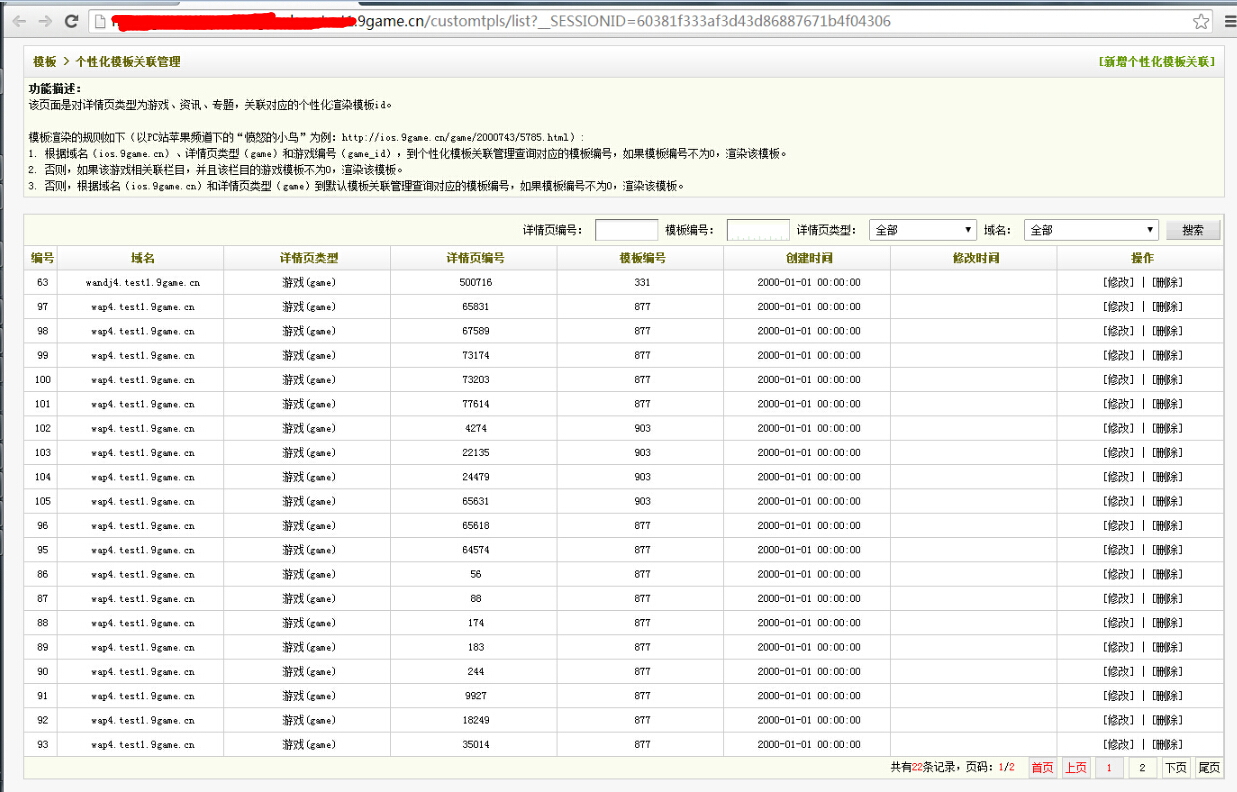 .9game.cn/customtpls/list?__SESSIONID=60381f333af3d43d86887671b4f04306
模板 > 个性化模板关联管理 [新增个性化模板关联]
功能描述:
该页面是对详情页类型为游戏、资讯、专题,关联对应的个性化渲染模板id。
模板渲染的规则如下(以PC站苹果频道下的“愤怒的小鸟”为例:http://ios.9game.cn/game/2000743/5785.html):
1. 根据域名(ios.9game.cn)、详情页类型(game)和游戏编号(game_id),到个性化模板关联管理查询对应的模板编号,如果模板编号不为0,渲染该模板。
2. 否则,如果该游戏相关联栏目,并且该栏目的游戏模板不为0,渲染该模板。
3. 否则,根据域名(ios.9game.cn)和详情页类型(game)到默认模板关联管理查询对应的模板编号,如果模板编号不为0,渲染该模板。
详情页编号: 模板编号: 详情页类型: 全部 域名: 全部 搜索
编号 域名 详情页类型 详情页编号 模板编号 创建时间 修改时间 操作
63 wandj4.test1.9game.cn 游戏(game) 500716 331 2000-01-01 00:00:00 [修改] | [删除]
97 wap4.test1.9game.cn 游戏(game) 65831 877 2000-01-01 00:00:00 [修改] | [删除]
98 wap4.test1.9game.cn 游戏(game) 67589 877 2000-01-01 00:00:00 [修改] | [删除]
99 wap4.test1.9game.cn 游戏(game) 73174 877 2000-01-01 00:00:00 [修改] | [删除]
100 wap4.test1.9game.cn 游戏(game) 73203 877 2000-01-01 00:00:00 [修改] | [删除]
101 wap4.test1.9game.cn 游戏(game) 77614 877 2000-01-01 00:00:00 [修改] | [删除]
102 wap4.test1.9game.cn 游戏(game) 4274 903 2000-01-01 00:00:00 [修改] | [删除]
103 wap4.test1.9game.cn 游戏(game) 22135 903 2000-01-01 00:00:00 [修改] | [删除]
104 wap4.test1.9game.cn 游戏(game) 24479 903 2000-01-01 00:00:00 [修改] | [删除]
105 wap4.test1.9game.cn 游戏(game) 65631 903 2000-01-01 00:00:00 [修改] | [删除]
96 wap4.test1.9game.cn 游戏(game) 65618 877 2000-01-01 00:00:00 [修改] | [删除]
95 wap4.test1.9game.cn 游戏(game) 64574 877 2000-01-01 00:00:00 [修改] | [删除]
86 wap4.test1.9game.cn 游戏(game) 56 877 2000-01-01 00:00:00 [修改] | [删除]
87 wap4.test1.9game.cn 游戏(game) 88 877 2000-01-01 00:00:00 [修改] | [删除]
88 wap4.test1.9game.cn 游戏(game) 174 877 2000-01-01 00:00:00 [修改] | [删除]
89 wap4.test1.9game.cn 游戏(game) 183 877 2000-01-01 00:00:00 [修改] | [删除]
90 wap4.test1.9game.cn 游戏(game) 244 877 2000-01-01 00:00:00 [修改] | [删除]
91 wap4.test1.9game.cn 游戏(game) 9927 877 2000-01-01 00:00:00 [修改] | [删除]
92 wap4.test1.9game.cn 游戏(game) 18249 877 2000-01-01 00:00:00 [修改] | [删除]
93 wap4.test1.9game.cn 游戏(game) 35014 877 2000-01-01 00:00:00 [修改] | [删除]
共有22条记录,页码:1/2 首页 上页 1 2 下页 尾页